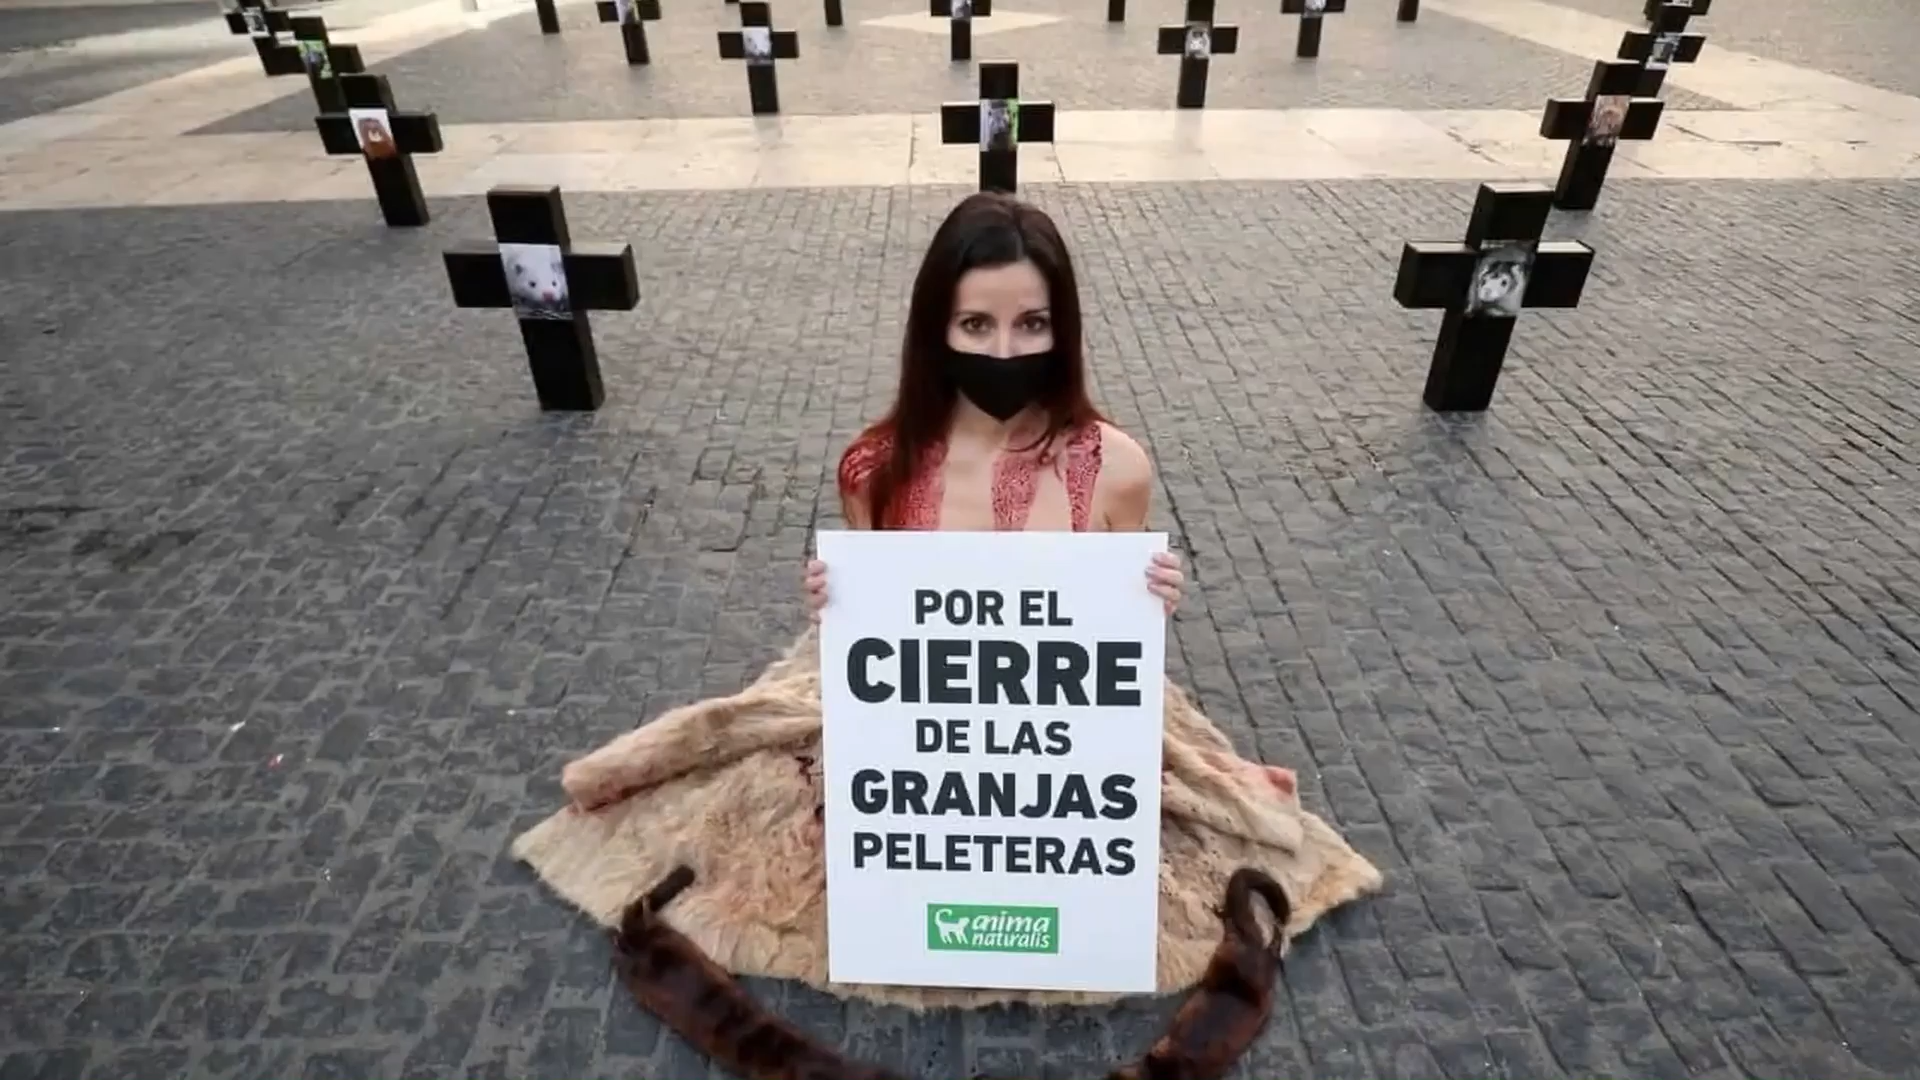 POR EL
CIERRE
DE LAS
GRANJAS
PELETERAS
anima
naturalis